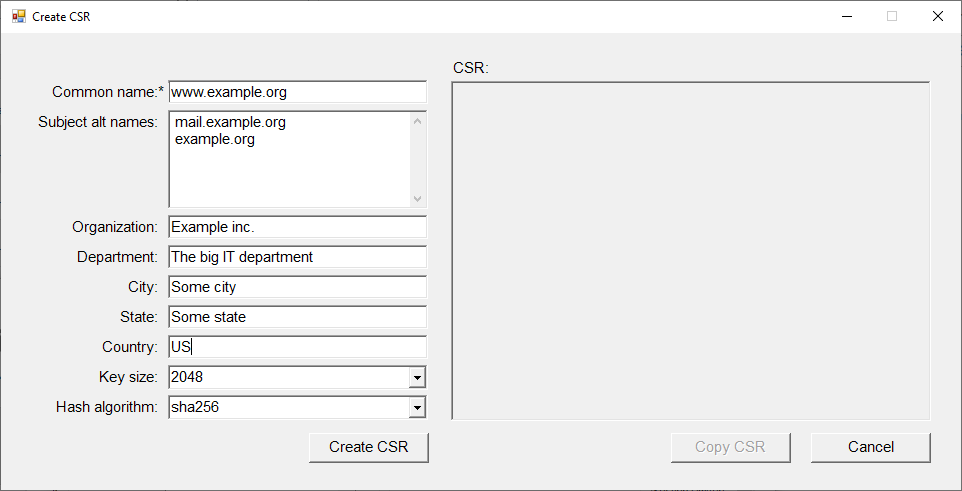 Create CSR
CSR:
Common name:* www.example.org
Subject alt names: mail.example.org
example.org
Organization: Example inc.
Department: The big IT department
City: Some city
State: Some state
Country: US
Key size: 2048
Hash algorithm: sha256
Create CSR Copy CSR Cancel